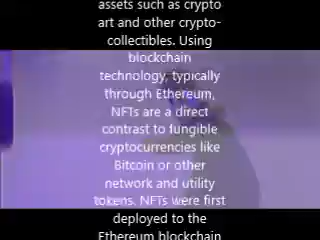 assets such as crypto
art and other crypto-
collectibles. Using
blockchain
technology, typically
through Ethereum,
NFTs are a direct
contrast to fungible
cryptocurrencies like
Bitcoin or other
network and utility
tokens. NFTs were first
deployed to the
Ethereum blockchain